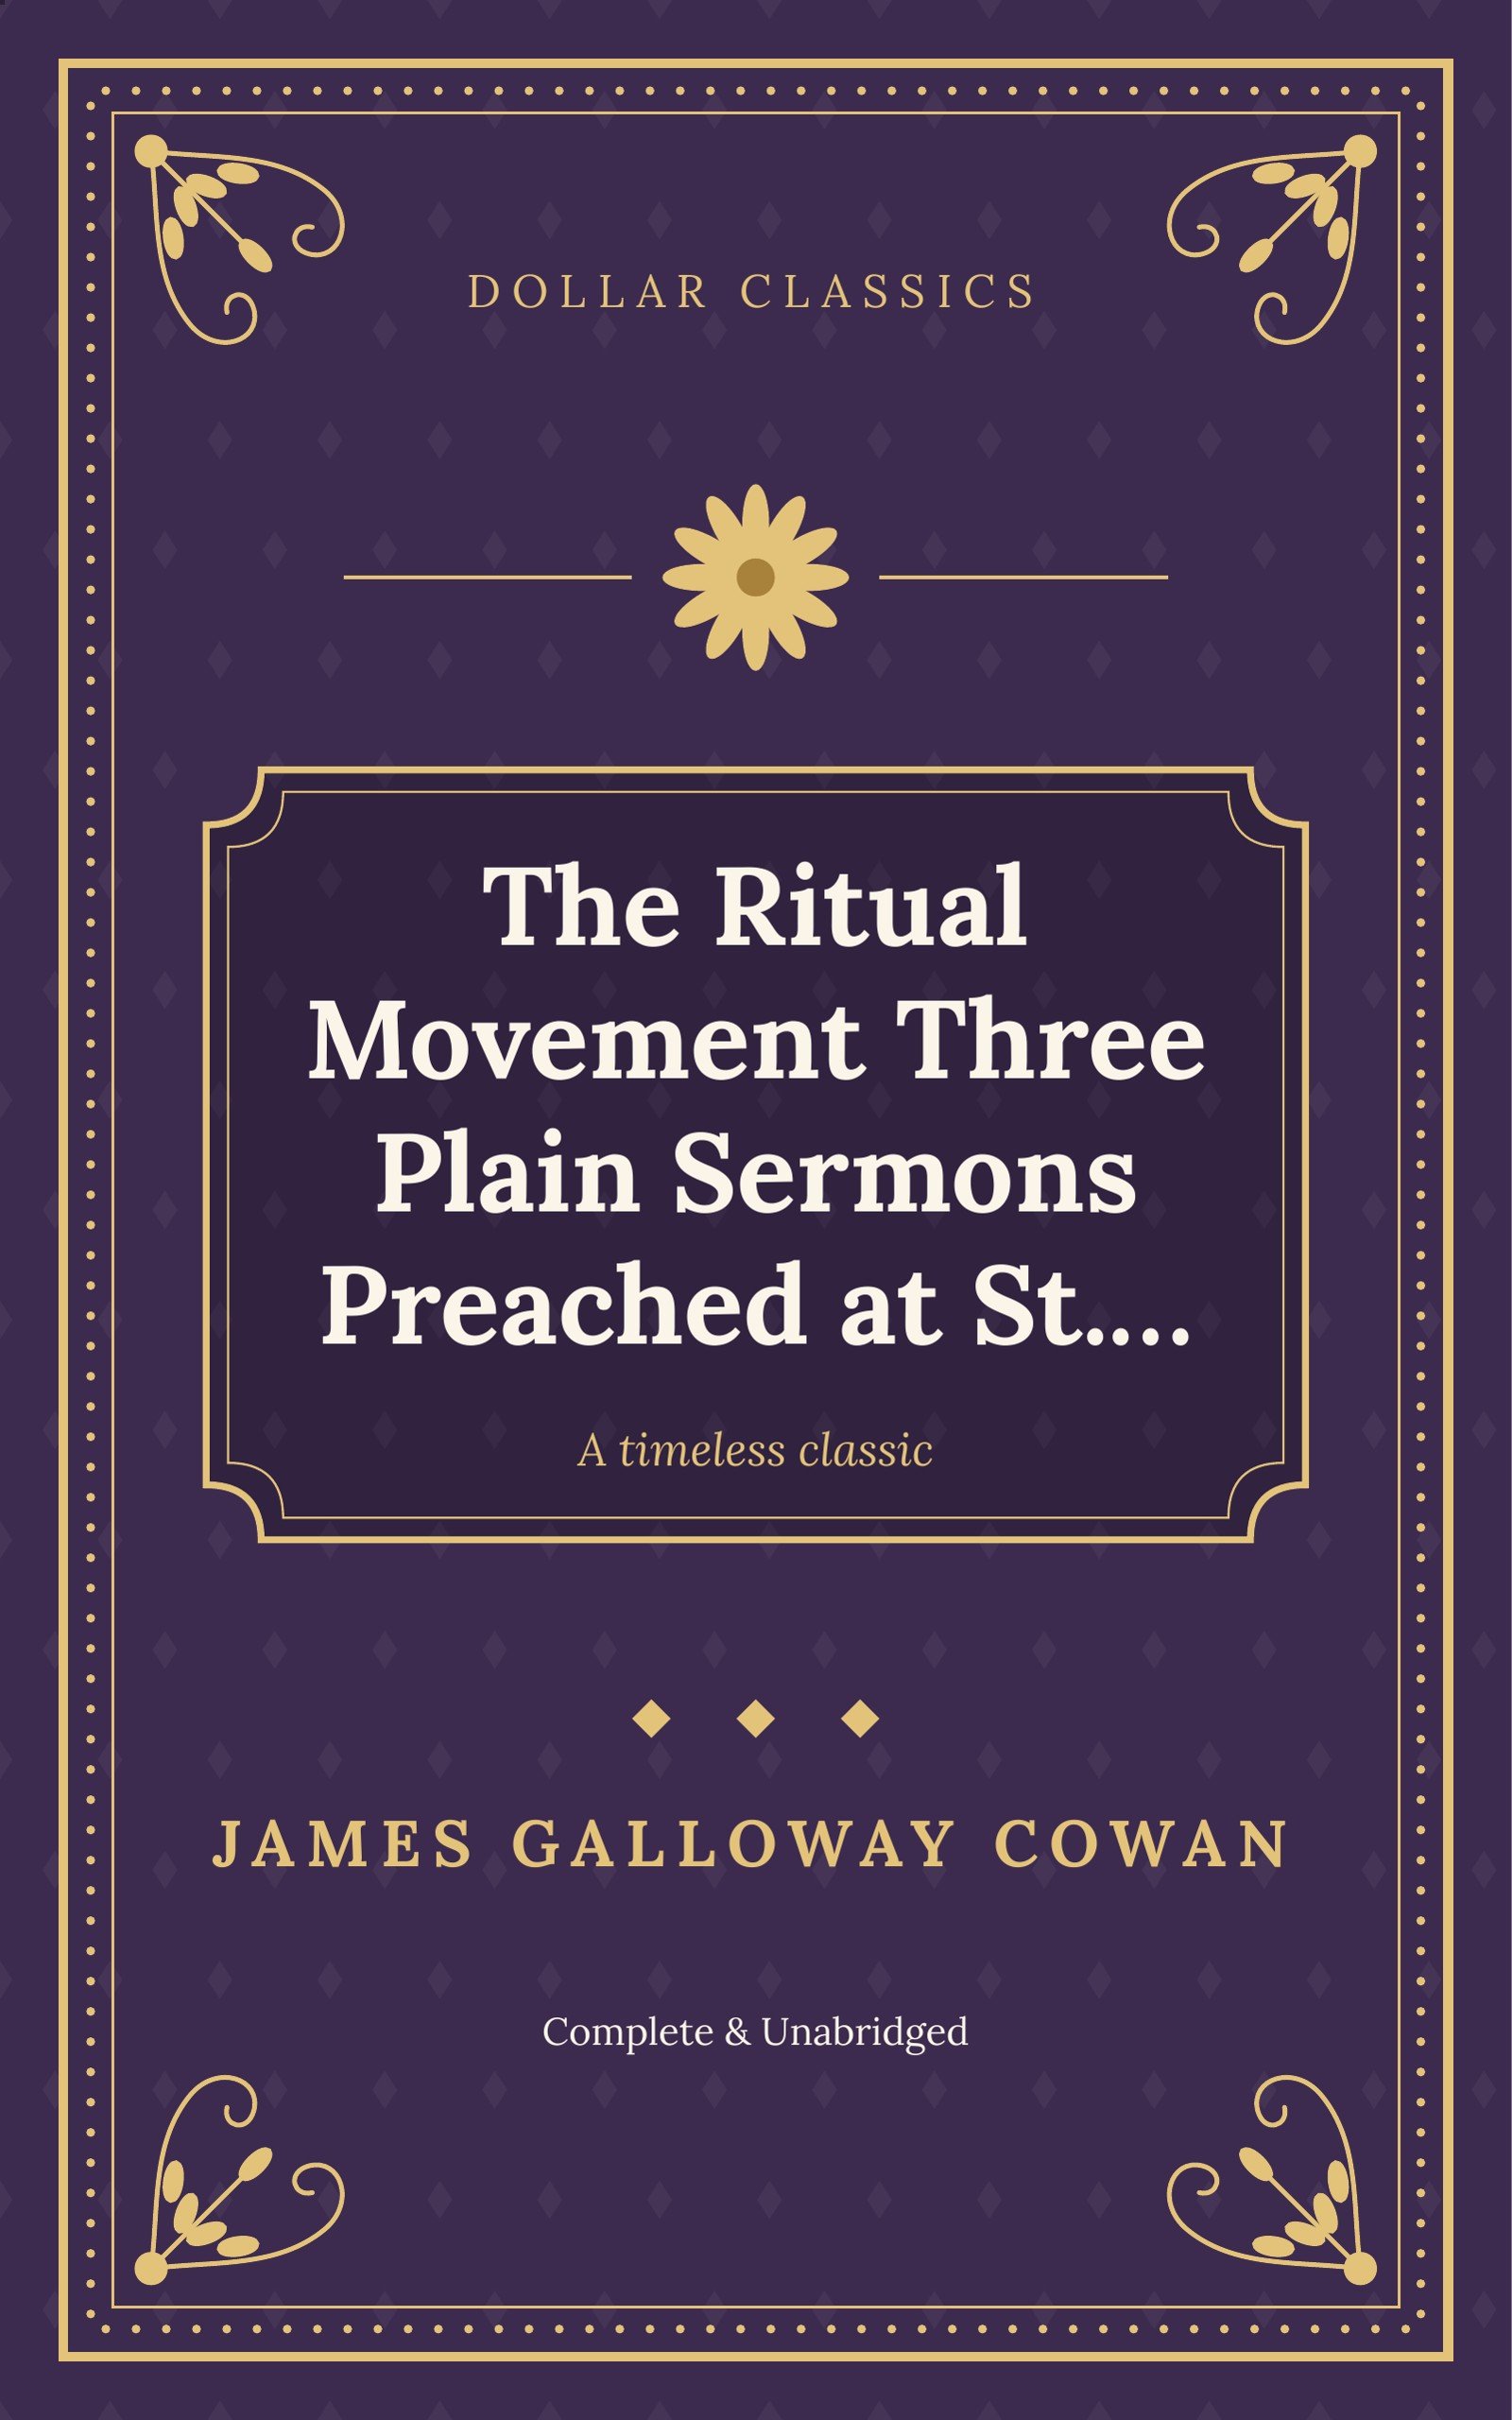 DOLLAR CLASSICS
The Ritual
Movement Three
Plain Sermons
Preached at St....
A timeless classic
JAMES GALLOWAY COWAN
Complete & Unabridged